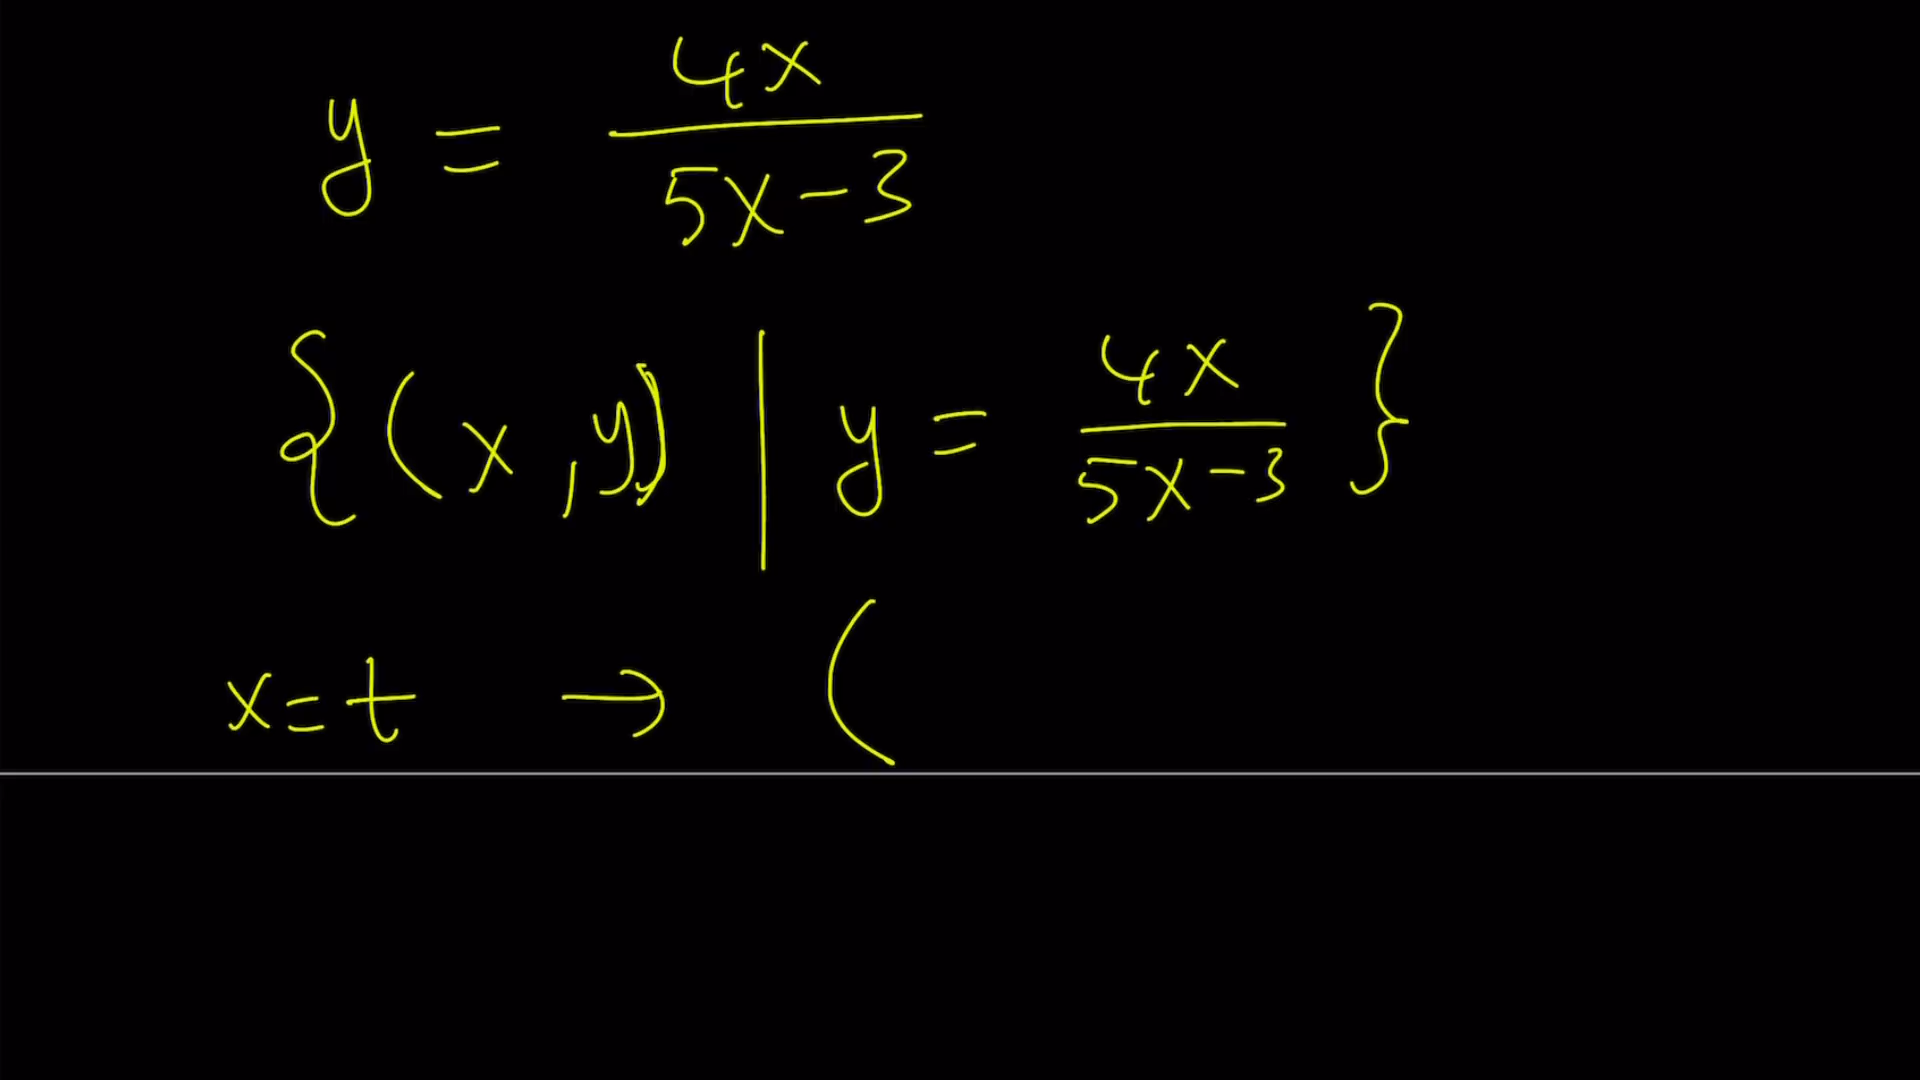 y = 4x / 5x-3
{(x,y) | y = 4x / 5x-3}
x=t → (